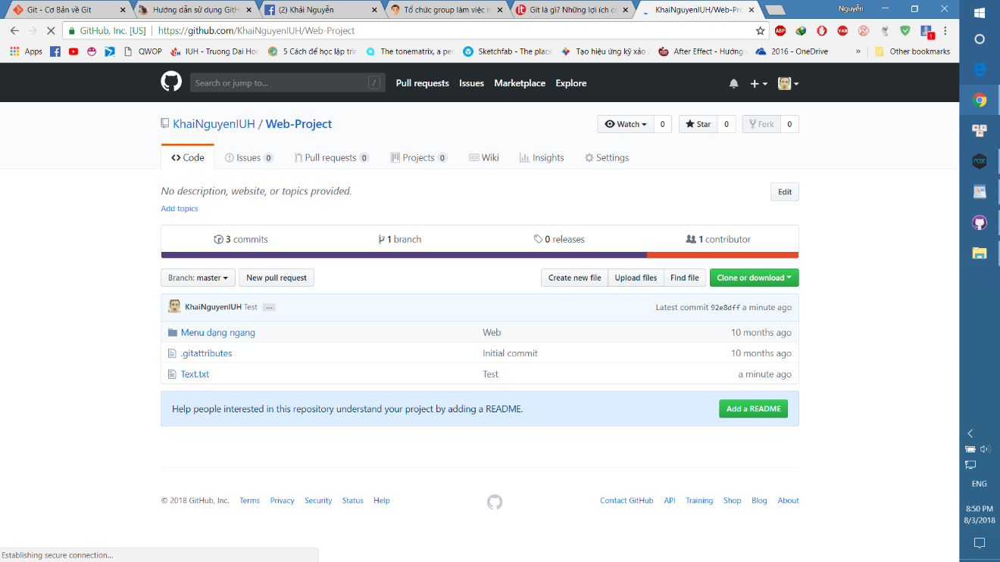 Git - Cơ Bản về Git
Hướng dẫn sử dụng GitH
(2) Khải Nguyễn
Tổ chức group làm việc n
Git là gì? Những lợi ích c
KhaiNguyenIUH/Web-Pr
Nguyễn
GitHub, Inc. [US] | https://github.com/KhaiNguyenIUH/Web-Project
ABP
YAB
1
Apps
QWOP
IUH - Truong Dai Hoc
5 Cách để học lập trìn
The tonematrix, a per
Sketchfab - The place
Tạo hiệu ứng kỹ xảo
After Effect - Hướng
2016 - OneDrive
»
Other bookmarks
Search or jump to...
/
Pull requests
Issues
Marketplace
Explore
KhaiNguyenIUH / Web-Project
Watch
0
Star
0
Fork
0
Code
Issues 0
Pull requests 0
Projects 0
Wiki
Insights
Settings
No description, website, or topics provided.
Edit
Add topics
3 commits
1 branch
0 releases
1 contributor
Branch: master
New pull request
Create new file
Upload files
Find file
Clone or download
KhaiNguyenIUH Test ...
Latest commit 92e8dff a minute ago
Menu dạng ngang
Web
10 months ago
.gitattributes
Initial commit
10 months ago
Text.txt
Test
a minute ago
Help people interested in this repository understand your project by adding a README.
Add a README
© 2018 GitHub, Inc.
Terms
Privacy
Security
Status
Help
Contact GitHub
API
Training
Shop
Blog
About
Establishing secure connection...
nox
ENG
8:50 PM
8/3/2018